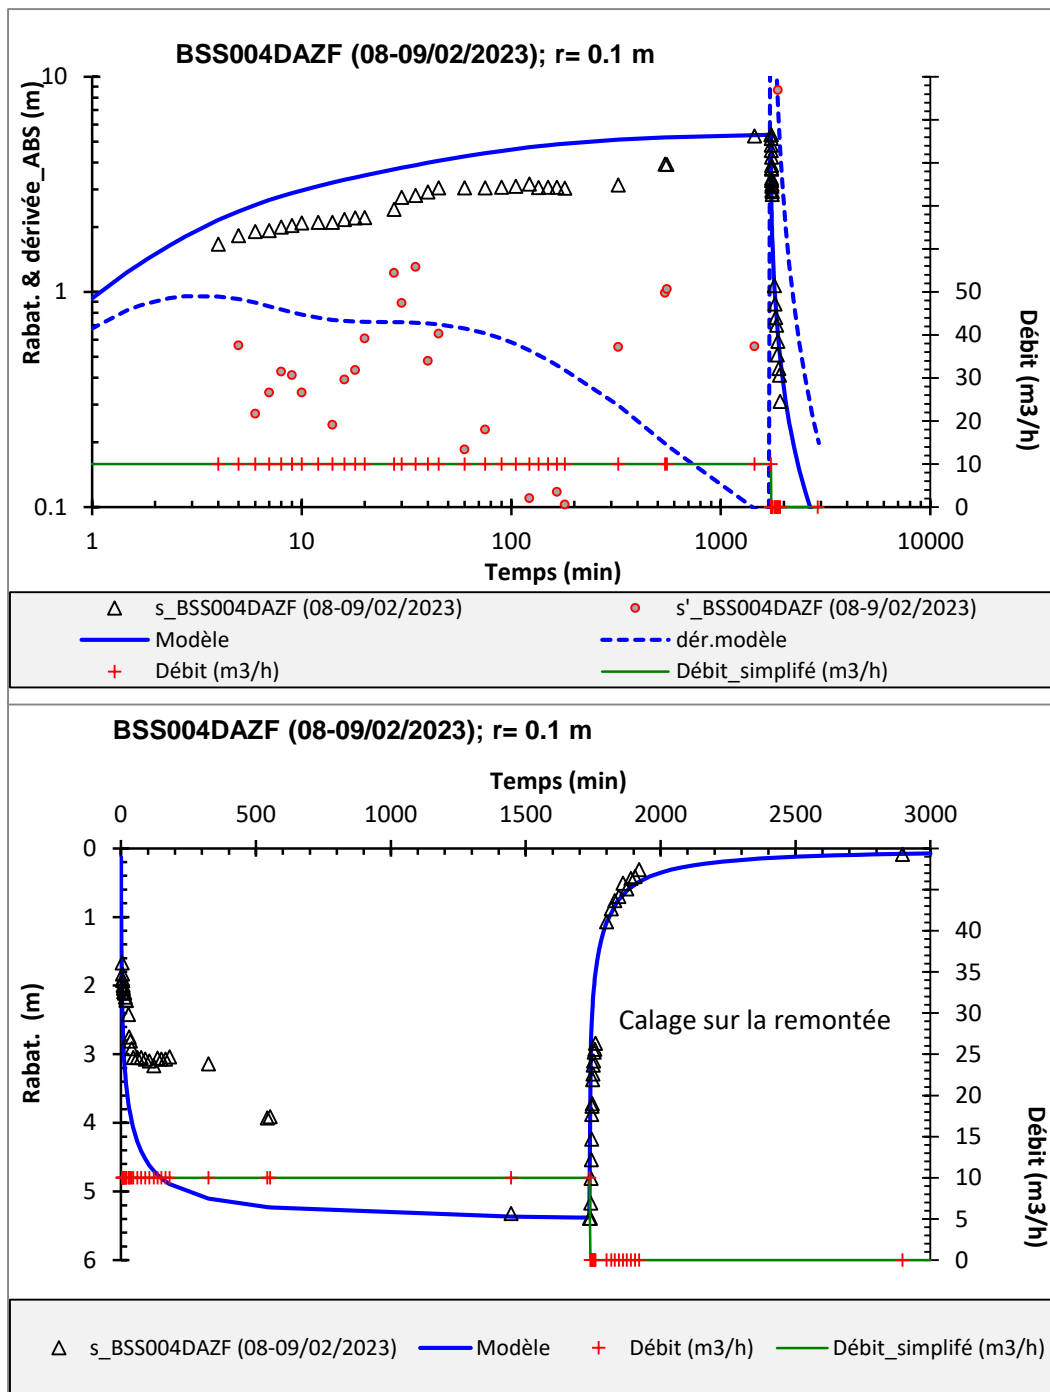 BSS004DAZF (08-09/02/2023); r= 0.1 m
Rabat. & dérivée_ABS (m)
10
1
0.1
50
40
30
20
10
0
Débit (m3/h)
1 10 100 1000 10000
Temps (min)
s_BSS004DAZF (08-09/02/2023) s'_BSS004DAZF (08-9/02/2023)
Modèle dér.modèle
Débit (m3/h) Débit_simplifé (m3/h)
BSS004DAZF (08-09/02/2023); r= 0.1 m
Temps (min)
0 500 1000 1500 2000 2500 3000
Rabat. (m)
0
1
2
3
4
5
6
Calage sur la remontée
40
35
30
25
20
15
10
5
0
Débit (m3/h)
s_BSS004DAZF (08-09/02/2023) Modèle Débit (m3/h) Débit_simplifé (m3/h)